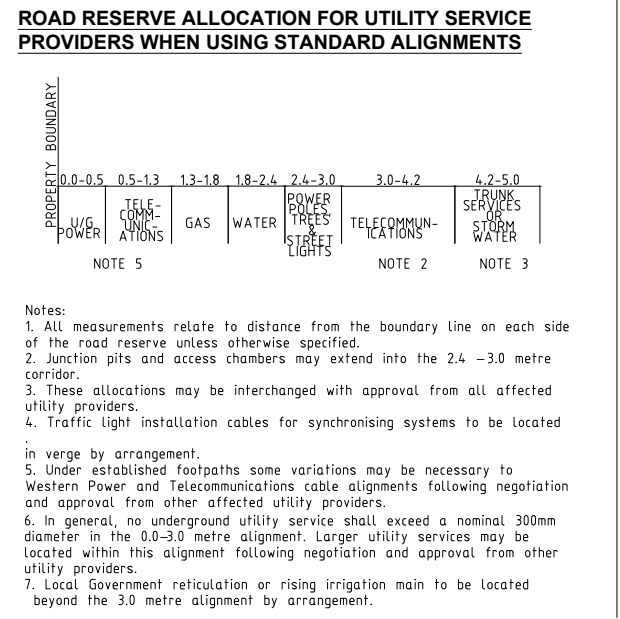 ROAD RESERVE ALLOCATION FOR UTILITY SERVICE
PROVIDERS WHEN USING STANDARD ALIGNMENTS
PROPERTY BOUNDARY
0.0–0.5 0.5–1.3 1.3–1.8 1.8–2.4 2.4–3.0 3.0–4.2 4.2–5.0
U/G
POWER
TELE-
COMM-
UNIC-
ATIONS
GAS
WATER
POWER
POLES,
TREES
&
STREET
LIGHTS
TELECOMMUN-
ICATIONS
TRUNK
SERVICES
OR
STORM
WATER
NOTE 5 NOTE 2 NOTE 3
Notes:
1. All measurements relate to distance from the boundary line on each side
of the road reserve unless otherwise specified.
2. Junction pits and access chambers may extend into the 2.4 –3.0 metre
corridor.
3. These allocations may be interchanged with approval from all affected
utility providers.
4. Traffic light installation cables for synchronising systems to be located
.
in verge by arrangement.
5. Under established footpaths some variations may be necessary to
Western Power and Telecommunications cable alignments following negotiation
and approval from other affected utility providers.
6. In general, no underground utility service shall exceed a nominal 300mm
diameter in the 0.0–3.0 metre alignment. Larger utility services may be
located within this alignment following negotiation and approval from other
utility providers.
7. Local Government reticulation or rising irrigation main to be located
beyond the 3.0 metre alignment by arrangement.